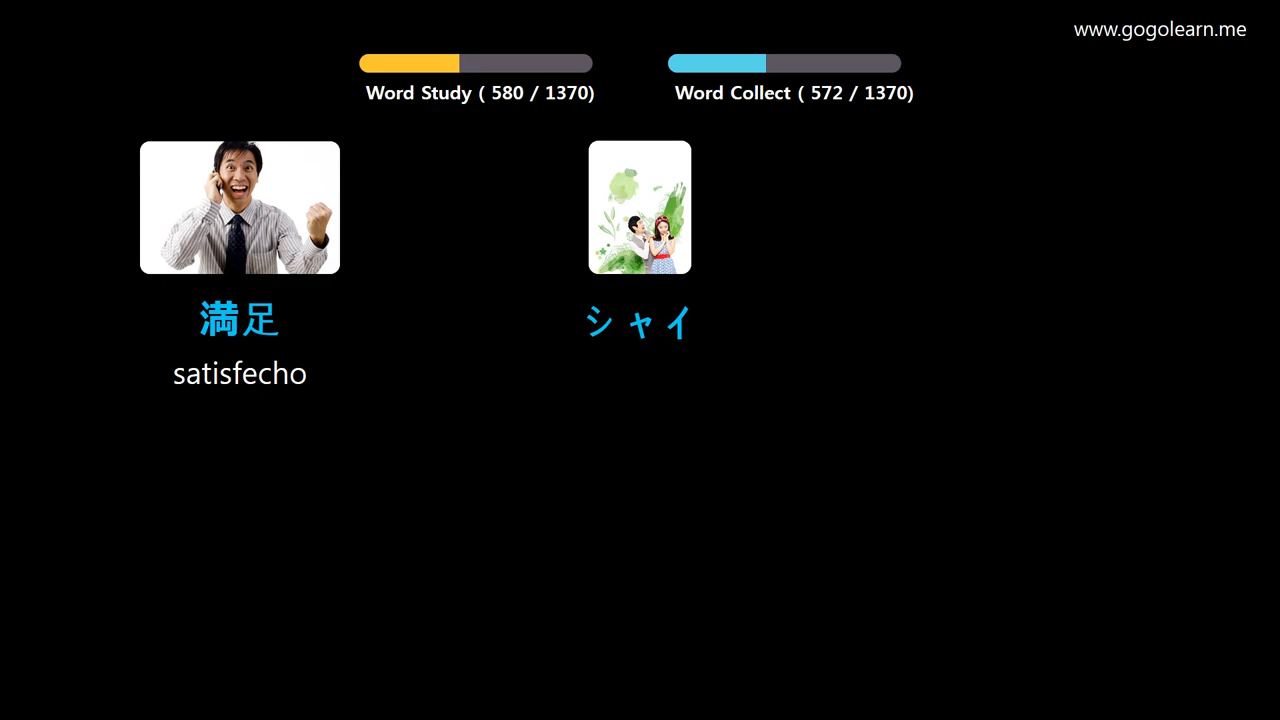 www.gogolearn.me
Word Study ( 580 / 1370)
Word Collect ( 572 / 1370)
満足
シャイ
satisfecho